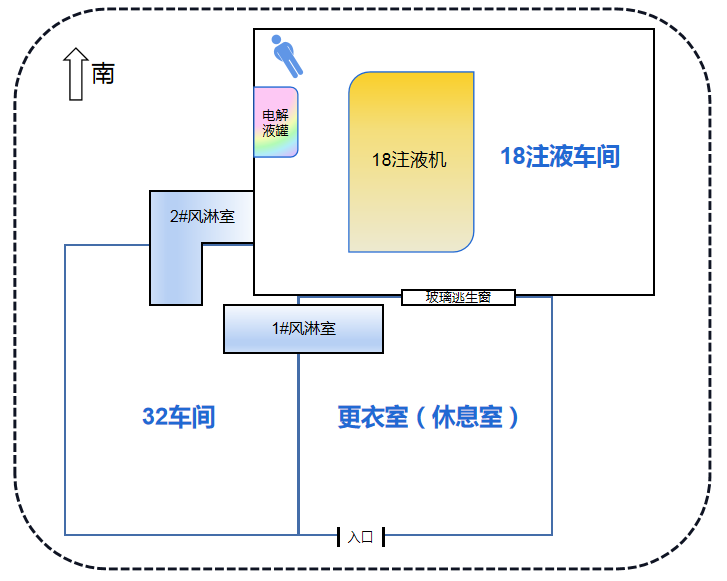 南
电解
液罐
18注液机
18注液车间
2#风淋室
玻璃逃生窗
1#风淋室
32车间
更衣室（休息室）
入口